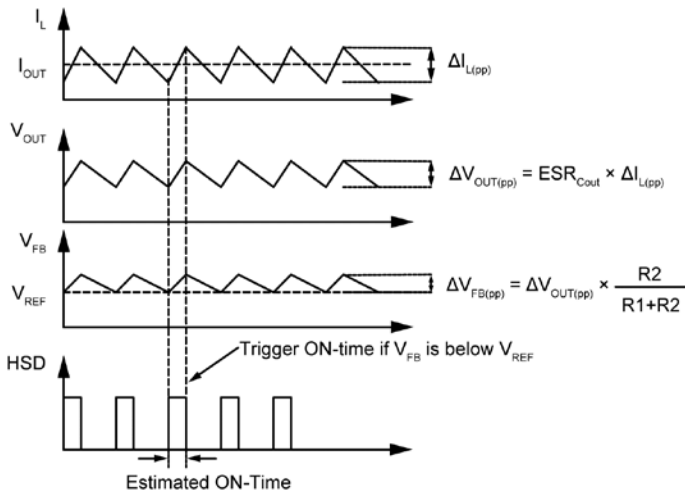 I_L
I_OUT
ΔI_L(pp)
V_OUT
ΔV_OUT(pp) = ESR_Cout × ΔI_L(pp)
V_FB
V_REF
ΔV_FB(pp) = ΔV_OUT(pp) × R2
R1+R2
Trigger ON-time if V_FB is below V_REF
HSD
Estimated ON-Time